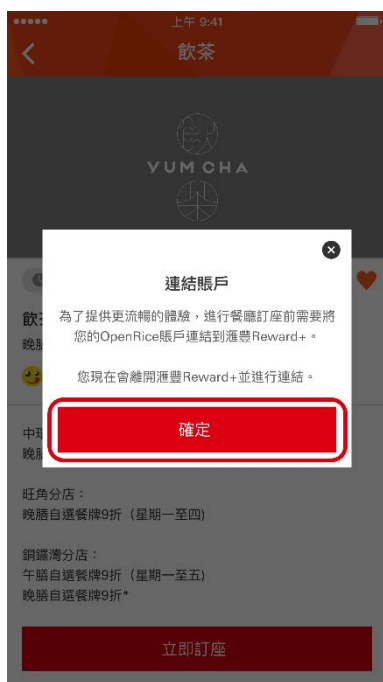 上午 9:41
飲茶
YUM CHA
連結賬戶
為了提供更流暢的體驗，進行餐廳訂座前需要將
您的OpenRice賬戶連結到滙豐Reward+。
您現在會離開滙豐Reward+並進行連結。
確定
飲
晚
中環
晚膳
旺角分店：
晚膳自選餐牌9折（星期一至四)
銅鑼灣分店：
午膳自選餐牌9折（星期一至五)
晚膳自選餐牌9折*
立即訂座